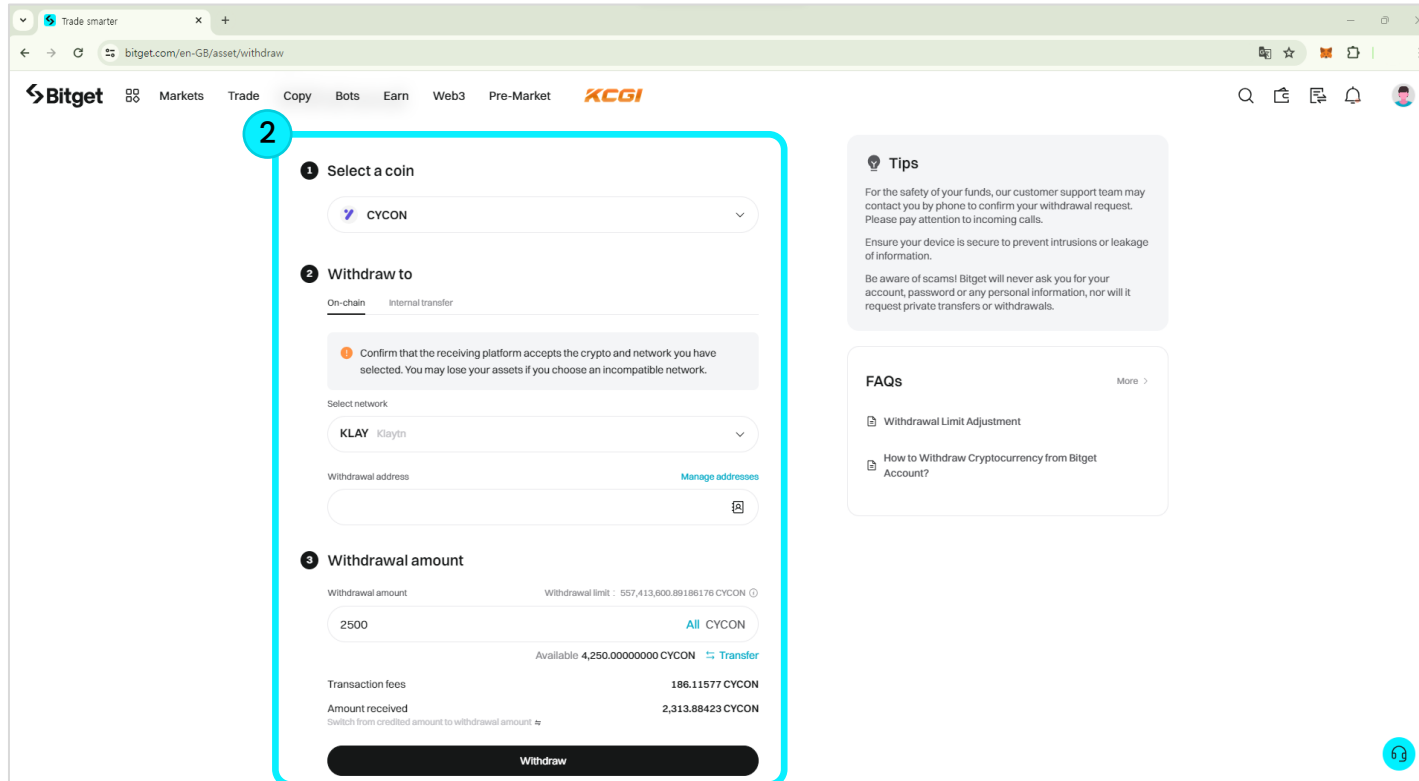 Trade smarter
bitget.com/en-GB/asset/withdraw
Bitget Markets Trade Copy Bots Earn Web3 Pre-Market KCGI
2
1 Select a coin
CYCON
2 Withdraw to
On-chain Internal transfer
Confirm that the receiving platform accepts the crypto and network you have
selected. You may lose your assets if you choose an incompatible network.
Select network
KLAY Klaytn
Withdrawal address Manage addresses
3 Withdrawal amount
Withdrawal amount Withdrawal limit : 557,413,600.89186176 CYCON
2500 All CYCON
Available 4,250.00000000 CYCON Transfer
Transaction fees 186.11577 CYCON
Amount received 2,313.88423 CYCON
Switch from credited amount to withdrawal amount
Withdraw
Tips
For the safety of your funds, our customer support team may
contact you by phone to confirm your withdrawal request.
Please pay attention to incoming calls.
Ensure your device is secure to prevent intrusions or leakage
of information.
Be aware of scams! Bitget will never ask you for your
account, password or any personal information, nor will it
request private transfers or withdrawals.
FAQs More >
Withdrawal Limit Adjustment
How to Withdraw Cryptocurrency from Bitget
Account?